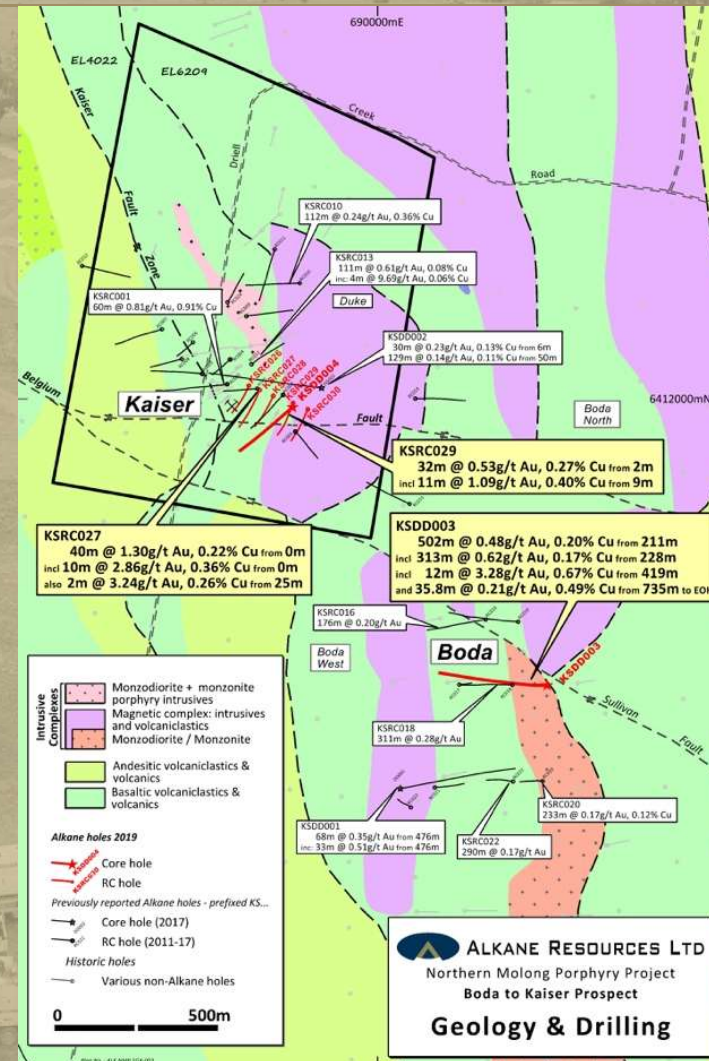 690000mE
EL4022
EL6209
Kaiser
Fault
Zone
Driell
Creek
Road
KSRC010
112m @ 0.24g/t Au, 0.36% Cu
KSRC013
111m @ 0.61g/t Au, 0.08% Cu
inc: 4m @ 9.69g/t Au, 0.06% Cu
KSRC001
60m @ 0.81g/t Au, 0.91% Cu
Duke
KSDD002
30m @ 0.23g/t Au, 0.13% Cu from 6m
129m @ 0.14g/t Au, 0.11% Cu from 50m
KSRC026
KSRC027
KSRC028
KSRC029
KSDD004
KSRC030
Belgium
Kaiser
Fault
6412000mN
Boda
North
KSRC029
32m @ 0.53g/t Au, 0.27% Cu from 2m
incl 11m @ 1.09g/t Au, 0.40% Cu from 9m
KSRC027
40m @ 1.30g/t Au, 0.22% Cu from 0m
incl 10m @ 2.86g/t Au, 0.36% Cu from 0m
also 2m @ 3.24g/t Au, 0.26% Cu from 25m
KSDD003
502m @ 0.48g/t Au, 0.20% Cu from 211m
incl 313m @ 0.62g/t Au, 0.17% Cu from 228m
incl 12m @ 3.28g/t Au, 0.67% Cu from 419m
and 35.8m @ 0.21g/t Au, 0.49% Cu from 735m to EOH
KSRC016
176m @ 0.20g/t Au
Boda
West
Boda
KSDD003
Sullivan
Fault
KSRC018
311m @ 0.28g/t Au
KSRC020
233m @ 0.17g/t Au, 0.12% Cu
KSDD001
68m @ 0.35g/t Au from 476m
inc: 33m @ 0.51g/t Au from 476m
KSRC022
290m @ 0.17g/t Au
Intrusive
Complexes
Monzodiorite + monzonite
porphyry intrusives
Magnetic complex: intrusives
and volcaniclastics
Monzodiorite / Monzonite
Andesitic volcaniclastics &
volcanics
Basaltic volcaniclastics &
volcanics
Alkane holes 2019
KSDD004
Core hole
KSRC030
RC hole
Previously reported Alkane holes - prefixed KS...
Core hole (2017)
RC hole (2011-17)
Historic holes
Various non-Alkane holes
0 500m
ALKANE RESOURCES LTD
Northern Molong Porphyry Project
Boda to Kaiser Prospect
Geology & Drilling